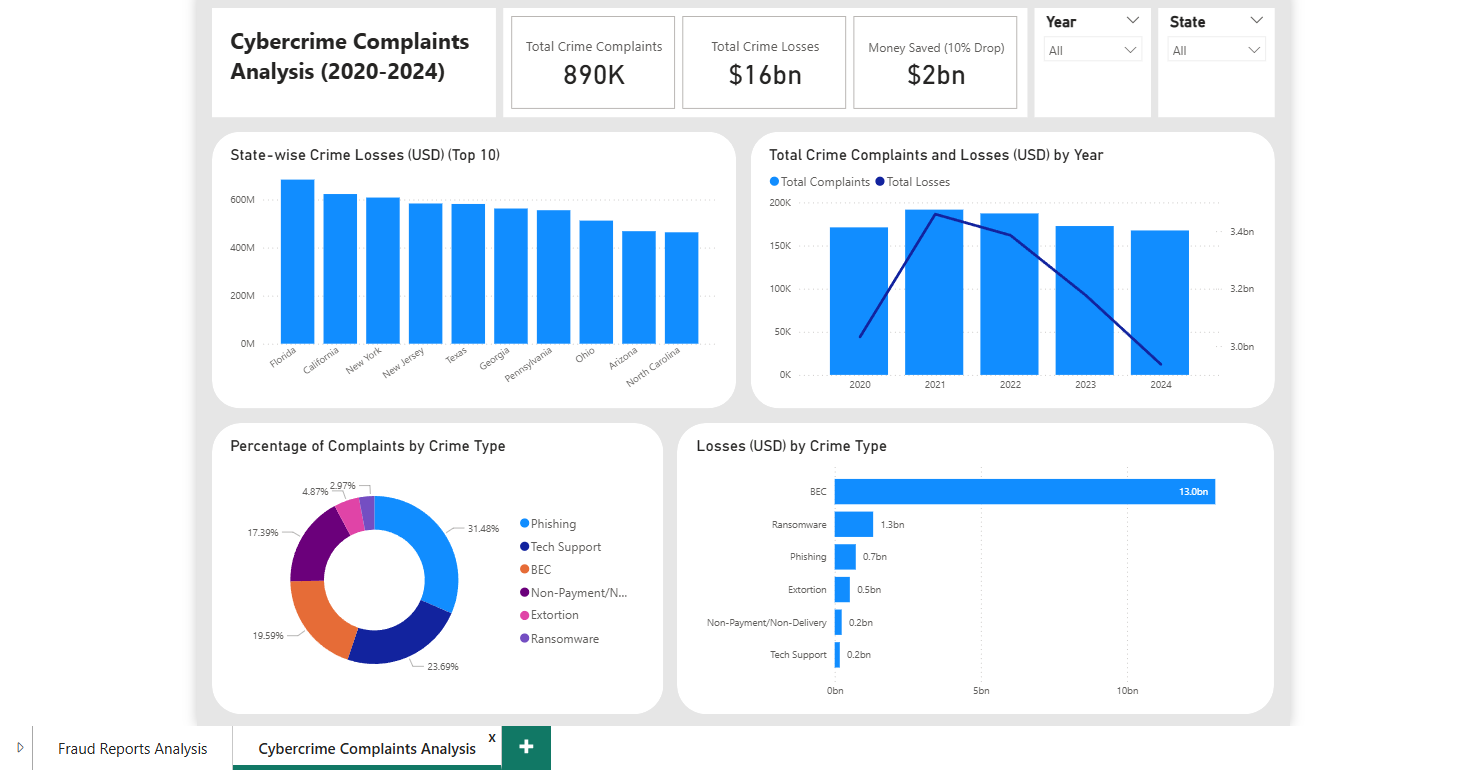 Cybercrime Complaints
Analysis (2020-2024)
Total Crime Complaints
890K
Total Crime Losses
$16bn
Money Saved (10% Drop)
$2bn
Year
All
State
All
State-wise Crime Losses (USD) (Top 10)
600M
400M
200M
0M
Florida
California
New York
New Jersey
Texas
Georgia
Pennsylvania
Ohio
Arizona
North Carolina
Total Crime Complaints and Losses (USD) by Year
Total Complaints
Total Losses
200K
150K
100K
50K
0K
3.4bn
3.2bn
3.0bn
2020
2021
2022
2023
2024
Percentage of Complaints by Crime Type
2.97%
4.87%
17.39%
31.48%
19.59%
23.69%
Phishing
Tech Support
BEC
Non-Payment/N...
Extortion
Ransomware
Losses (USD) by Crime Type
BEC
13.0bn
Ransomware
1.3bn
Phishing
0.7bn
Extortion
0.5bn
Non-Payment/Non-Delivery
0.2bn
Tech Support
0.2bn
0bn
5bn
10bn
Fraud Reports Analysis
Cybercrime Complaints Analysis
x
+